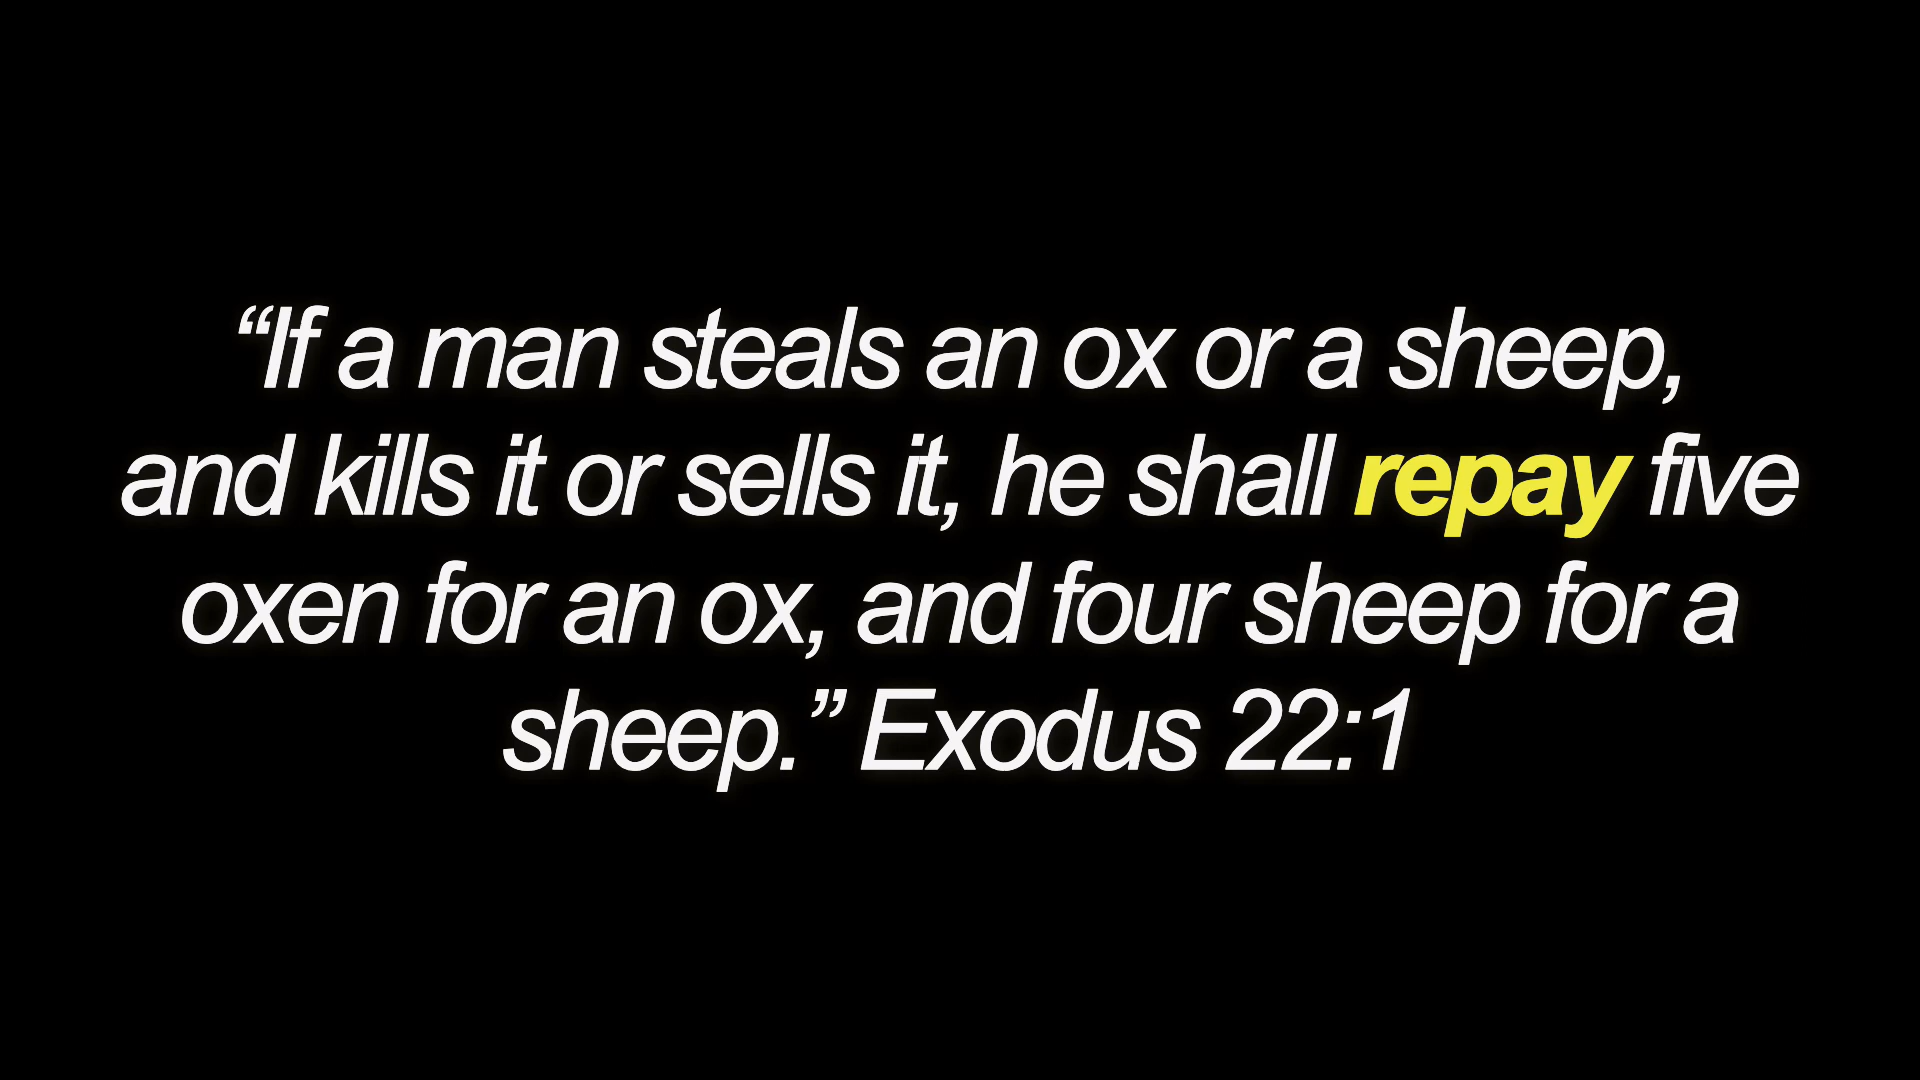 “If a man steals an ox or a sheep,
and kills it or sells it, he shall repay five
oxen for an ox, and four sheep for a
sheep.” Exodus 22:1